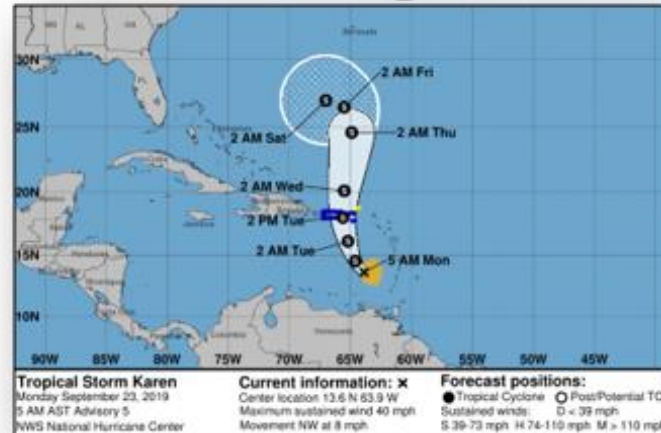 Bermuda
30N
2 AM Fri
25N
2 AM Sat
2 AM Thu
20N
2 AM Wed
2 PM Tue
2 AM Tue
15N
5 AM Mon
10N
Colombia
Venezuela
90W 85W 80W 75W 70W 65W 60W 55W 50W 45W
Tropical Storm Karen
Monday September 23, 2019
5 AM AST Advisory 5
NWS National Hurricane Center
Current information: ×
Center location 13.6 N 63.9 W
Maximum sustained wind 40 mph
Movement NW at 8 mph
Forecast positions:
● Tropical Cyclone ○ Post/Potential TC
Sustained winds: D < 39 mph
S 39-73 mph H 74-110 mph M > 110 mph